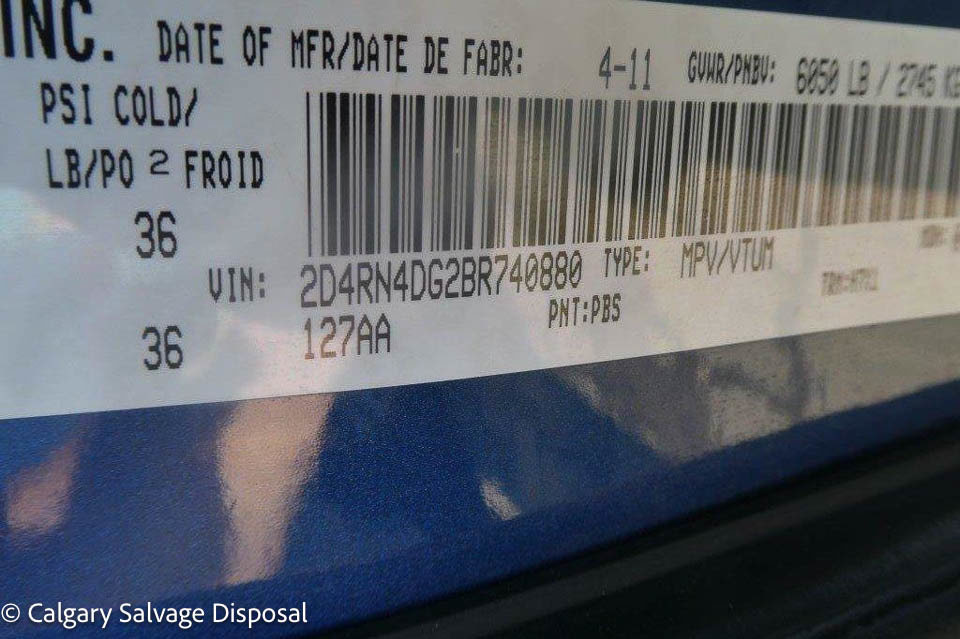 INC. DATE OF MFR/DATE DE FABR: 4-11 GVWR/PNBV: 6050 LB / 2745 KG
PSI COLD/
LB/PO 2 FROID
36
VIN: 2D4RN4DG2BR740880 TYPE: MPV/VTUM
36 127AA PNT:PBS
© Calgary Salvage Disposal